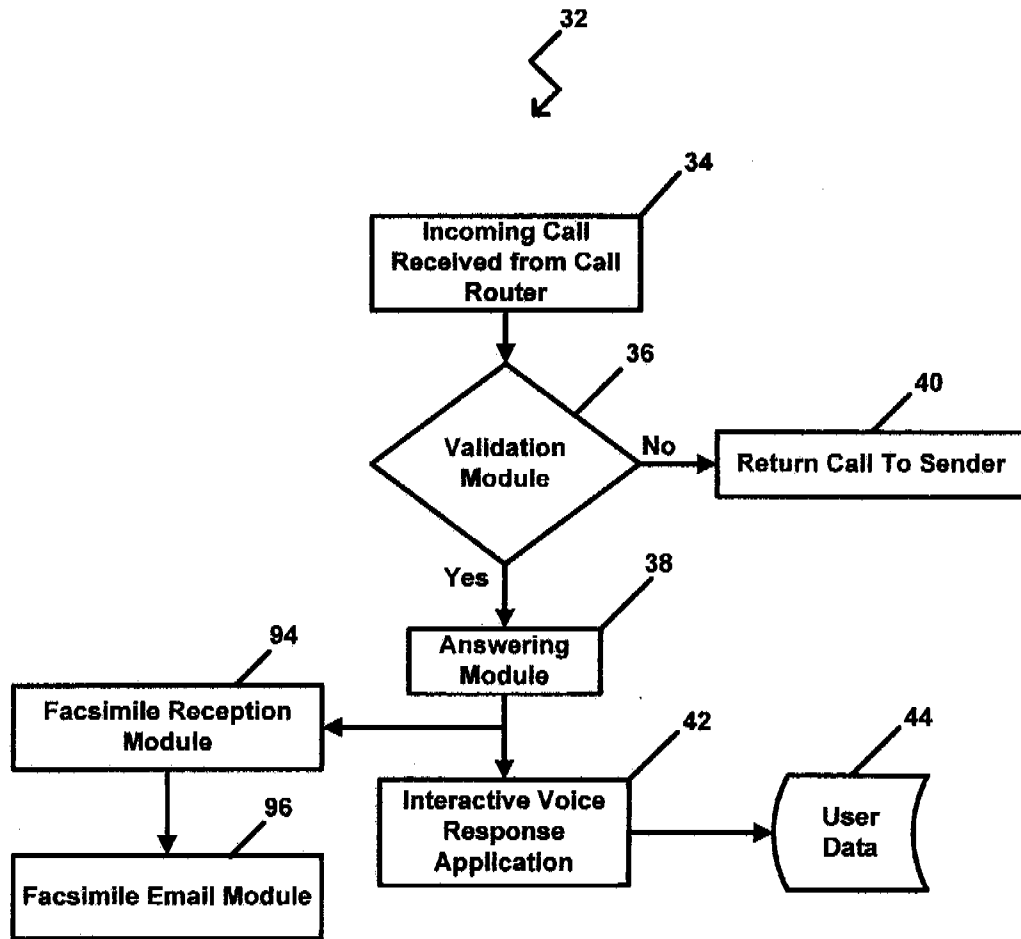 32
34
Incoming Call
Received from Call
Router
36
40
Validation
Module
No
Return Call To Sender
Yes
38
Answering
Module
94
Facsimile Reception
Module
42
44
Interactive Voice
Response
Application
User
Data
96
Facsimile Email Module